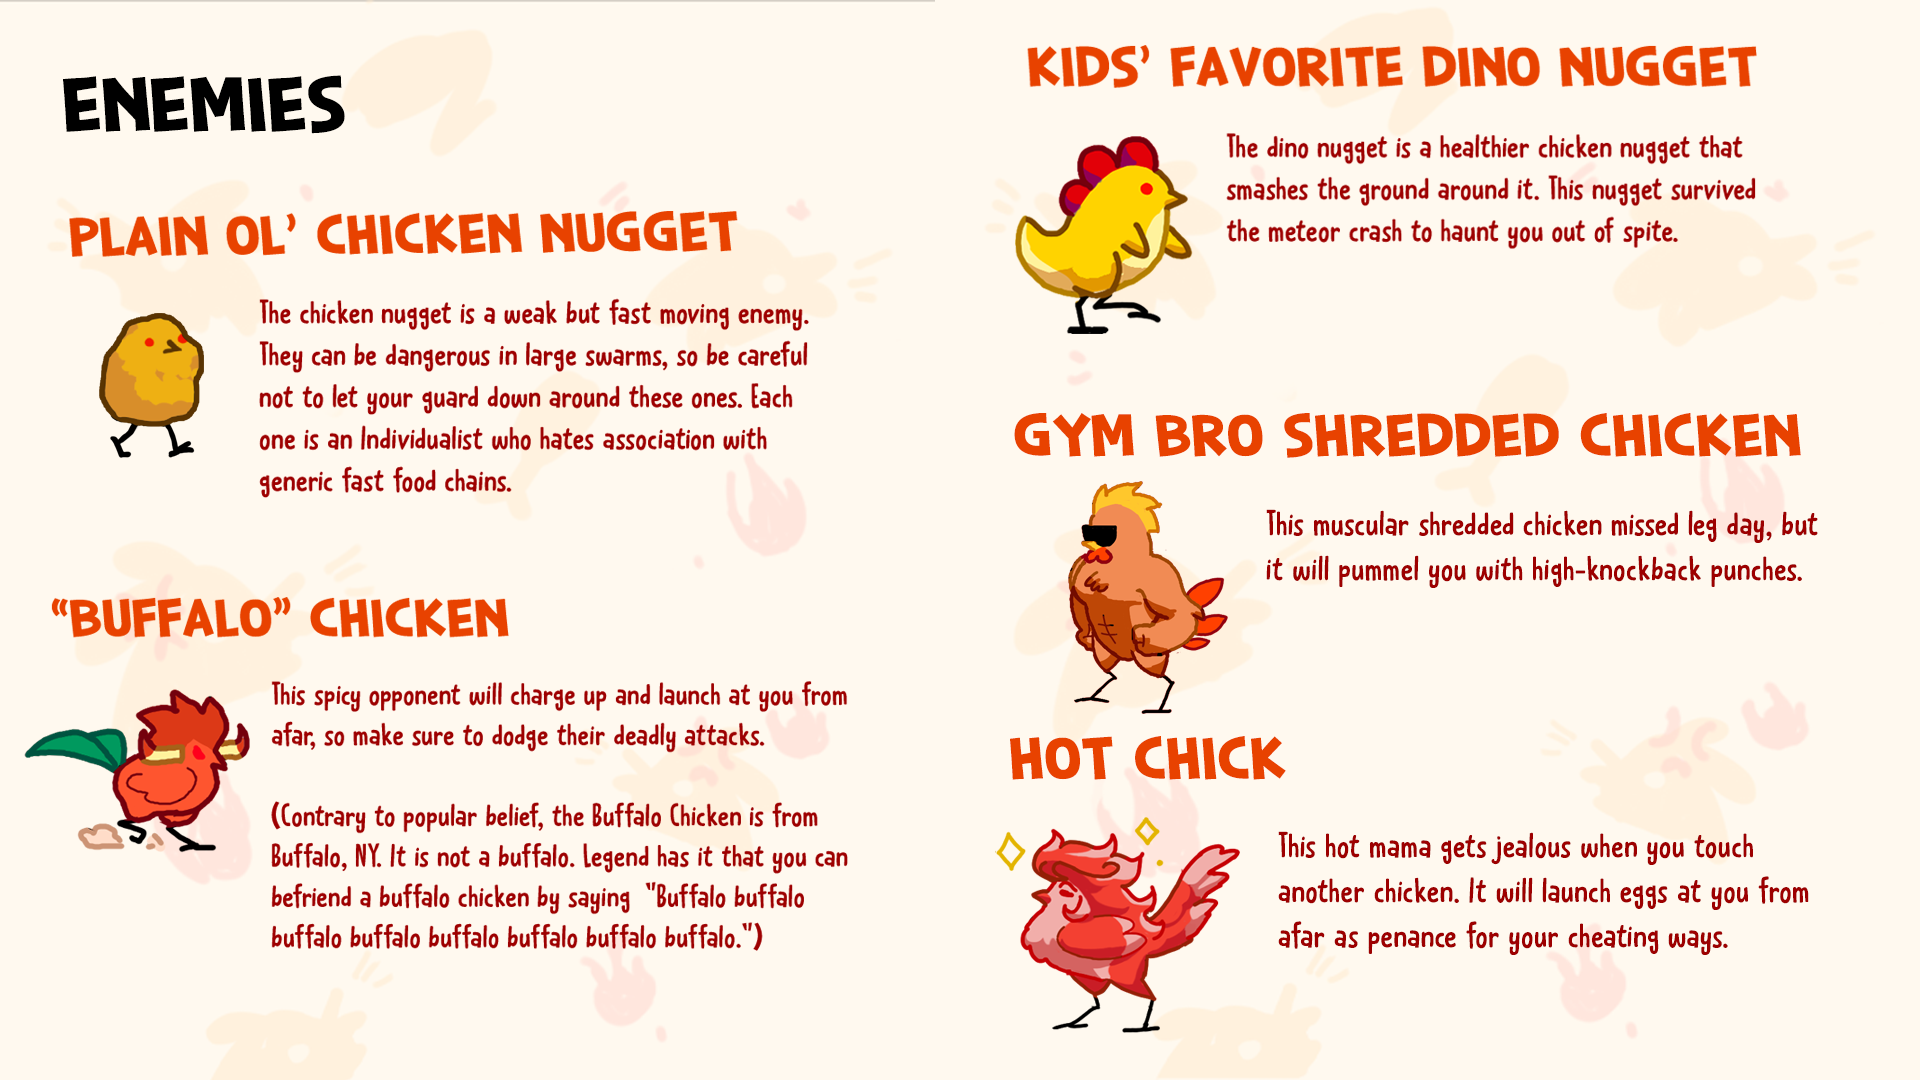 ENEMIES
PLAIN OL' CHICKEN NUGGET
The chicken nugget is a weak but fast moving enemy.
They can be dangerous in large swarms, so be careful
not to let your guard down around these ones. Each
one is an Individualist who hates association with
generic fast food chains.
“BUFFALO” CHICKEN
This spicy opponent will charge up and launch at you from
afar, so make sure to dodge their deadly attacks.
(Contrary to popular belief, the Buffalo Chicken is from
Buffalo, NY. It is not a buffalo. Legend has it that you can
befriend a buffalo chicken by saying "Buffalo buffalo
buffalo buffalo buffalo buffalo buffalo buffalo.")
KIDS' FAVORITE DINO NUGGET
The dino nugget is a healthier chicken nugget that
smashes the ground around it. This nugget survived
the meteor crash to haunt you out of spite.
GYM BRO SHREDDED CHICKEN
This muscular shredded chicken missed leg day, but
it will pummel you with high-knockback punches.
HOT CHICK
This hot mama gets jealous when you touch
another chicken. It will launch eggs at you from
afar as penance for your cheating ways.